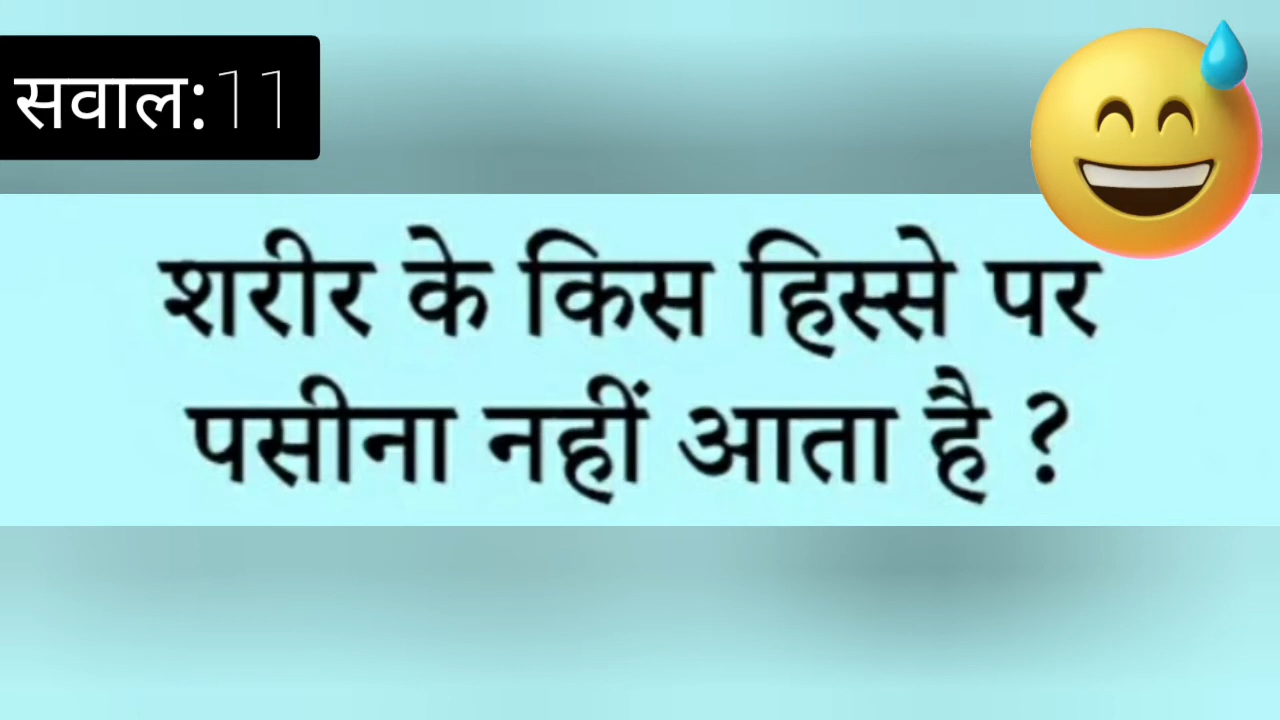 सवाल:11
शरीर के किस हिस्से पर
पसीना नहीं आता है ?